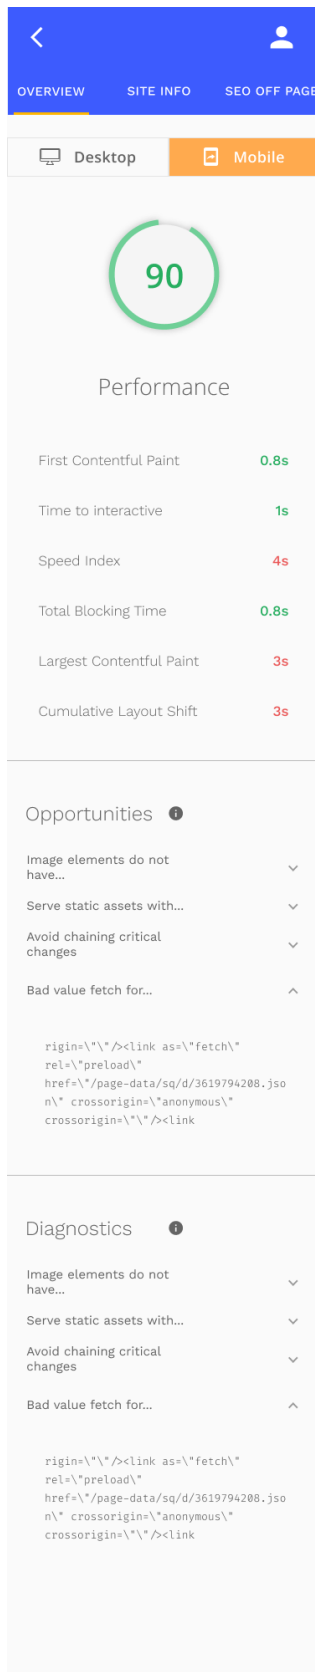 OVERVIEW SITE INFO SEO OFF PAGE
Desktop Mobile
90
Performance
First Contentful Paint 0.8s
Time to interactive 1s
Speed Index 4s
Total Blocking Time 0.8s
Largest Contentful Paint 3s
Cumulative Layout Shift 3s
Opportunities
Image elements do not
have...
Serve static assets with...
Avoid chaining critical
changes
Bad value fetch for...
rigin=\"\"/><link as=\"fetch\"
rel=\"preload\"
href=\"/page-data/sq/d/3619794208.jso
n\" crossorigin=\"anonymous\"
crossorigin=\"\"/><link
Diagnostics
Image elements do not
have...
Serve static assets with...
Avoid chaining critical
changes
Bad value fetch for...
rigin=\"\"/><link as=\"fetch\"
rel=\"preload\"
href=\"/page-data/sq/d/3619794208.jso
n\" crossorigin=\"anonymous\"
crossorigin=\"\"/><link